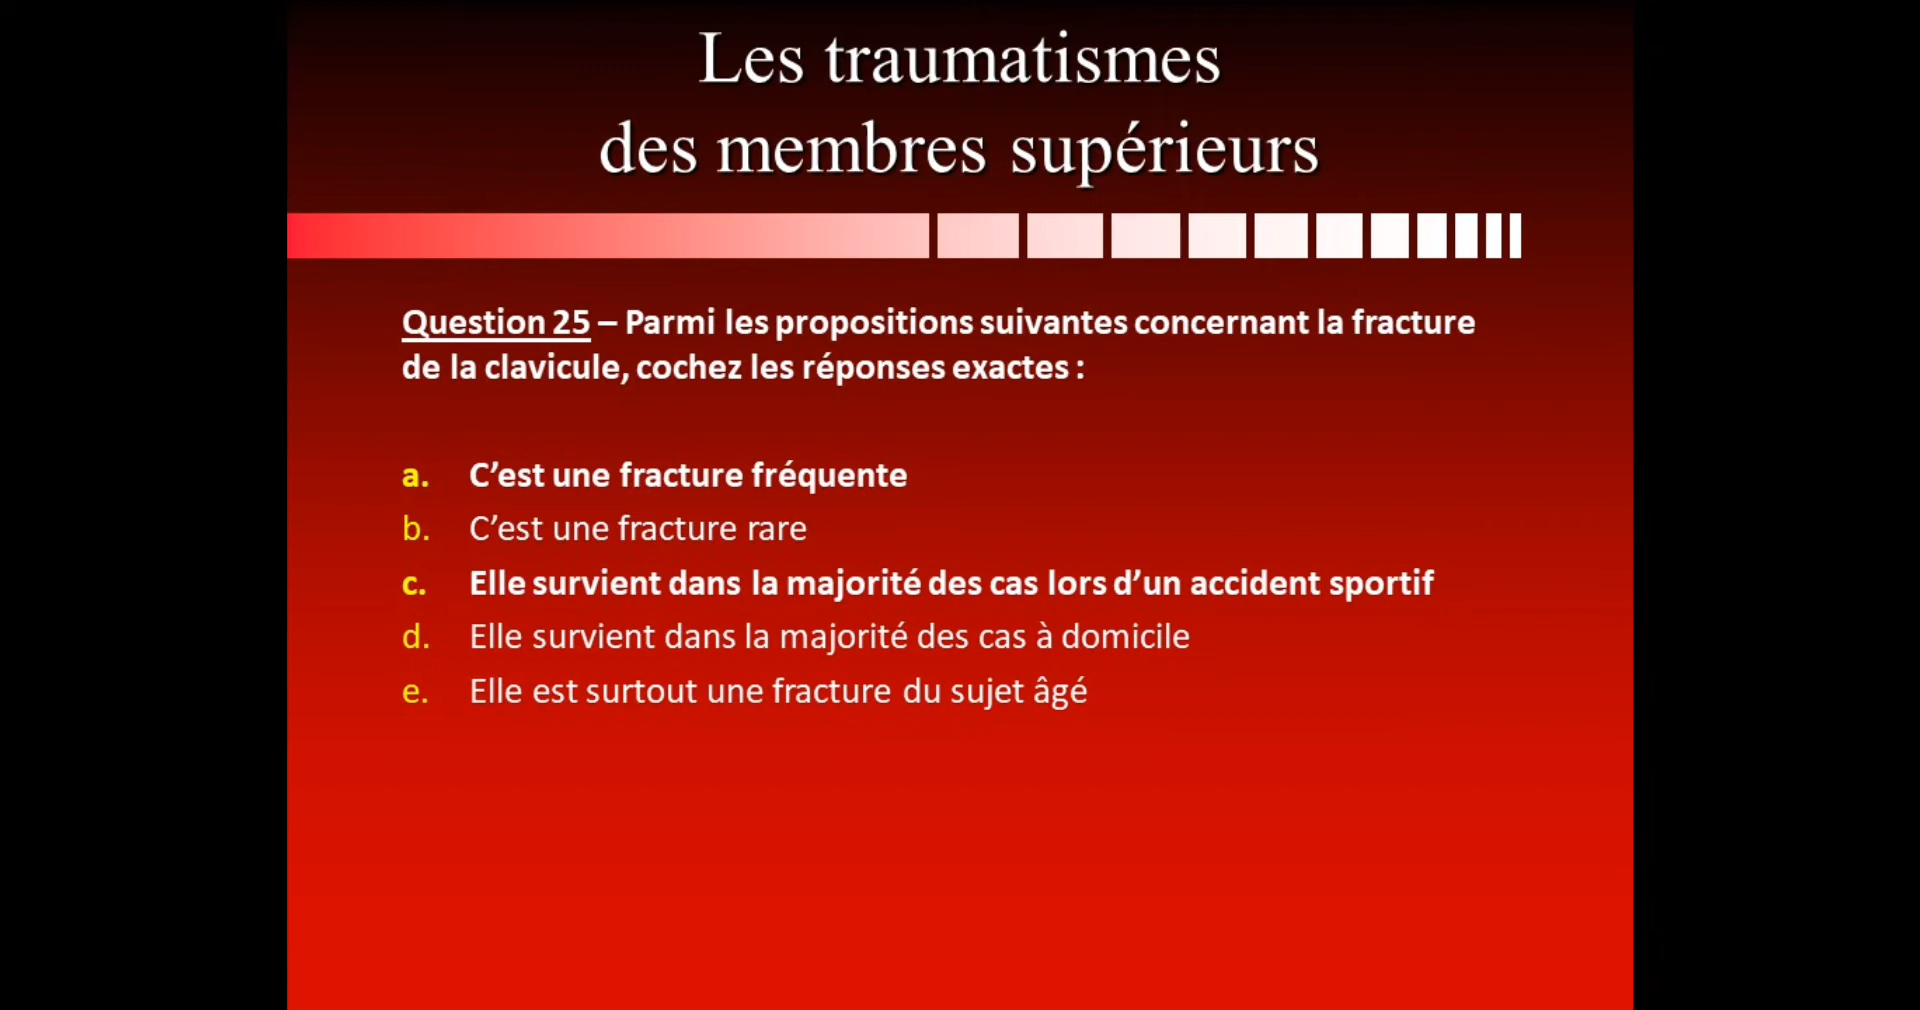 Les traumatismes
des membres supérieurs
Question 25 – Parmi les propositions suivantes concernant la fracture
de la clavicule, cochez les réponses exactes :
a. C’est une fracture fréquente
b. C’est une fracture rare
c. Elle survient dans la majorité des cas lors d’un accident sportif
d. Elle survient dans la majorité des cas à domicile
e. Elle est surtout une fracture du sujet âgé